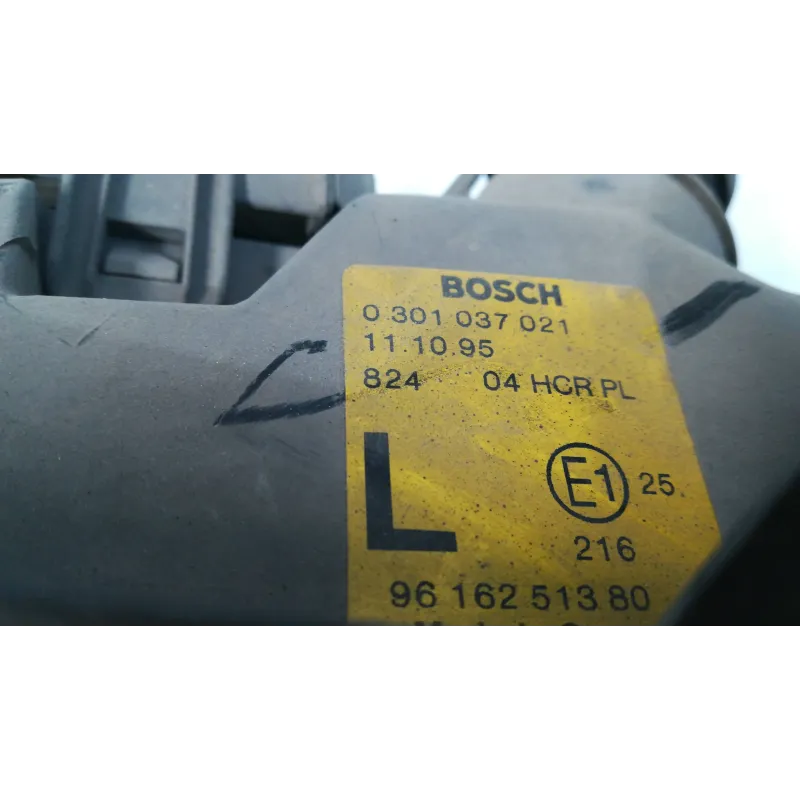 BOSCH
0 301 037 021
11.10.95
824 04 HCR PL
L
E1 25
216
96 162 513 80